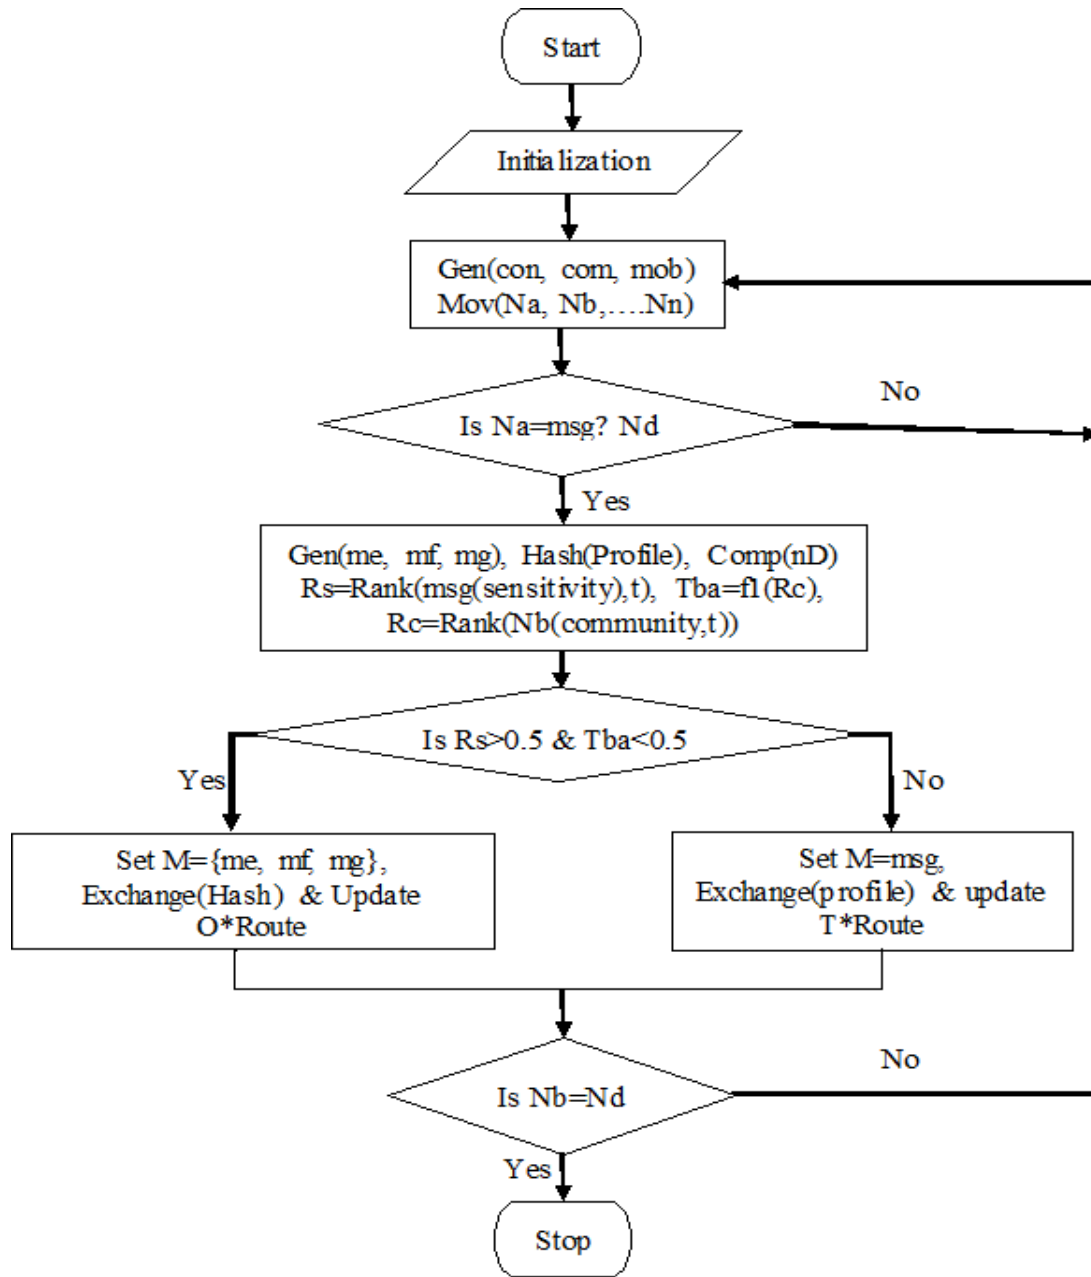 Start
Initialization
Gen(con, com, mob)
Mov(Na, Nb,....Nn)
Is Na=msg? Nd
No
Yes
Gen(me, mf, mg), Hash(Profile), Comp(nD)
Rs=Rank(msg(sensitivity),t), Tba=f1(Rc),
Rc=Rank(Nb(community,t))
Is Rs>0.5 & Tba<0.5
Yes
No
Set M={me, mf, mg},
Exchange(Hash) & Update
O*Route
Set M=msg,
Exchange(profile) & update
T*Route
Is Nb=Nd
No
Yes
Stop